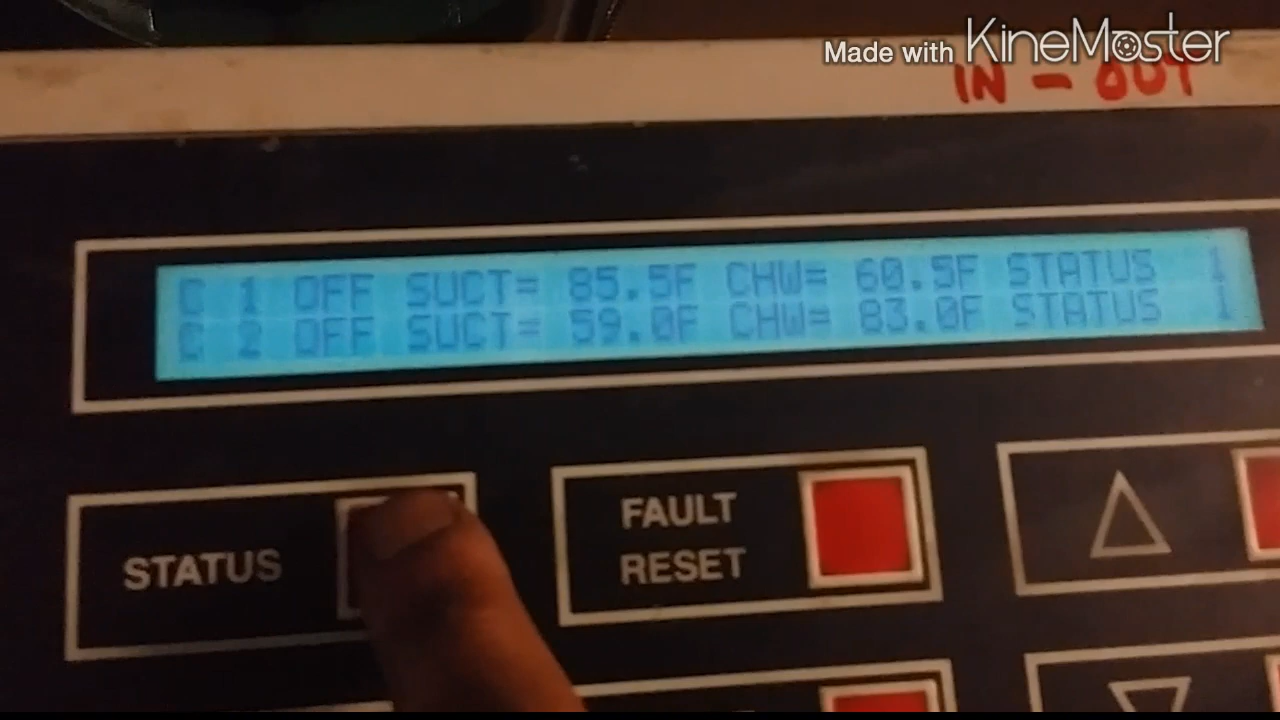 Made with KineMaster
IN - OUT
C 1 OFF SUCT= 85.5F CHW= 60.5F STATUS 1
C 2 OFF SUCT= 59.0F CHW= 83.0F STATUS 1
STATUS
FAULT
RESET